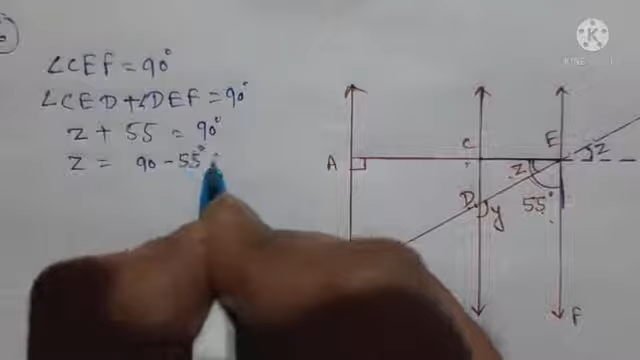 ∠CEF = 90°
∠CED + ∠DEF = 90°
z + 55 = 90°
z = 90 - 55°
A
C
E
z
z
D
y
55°
F